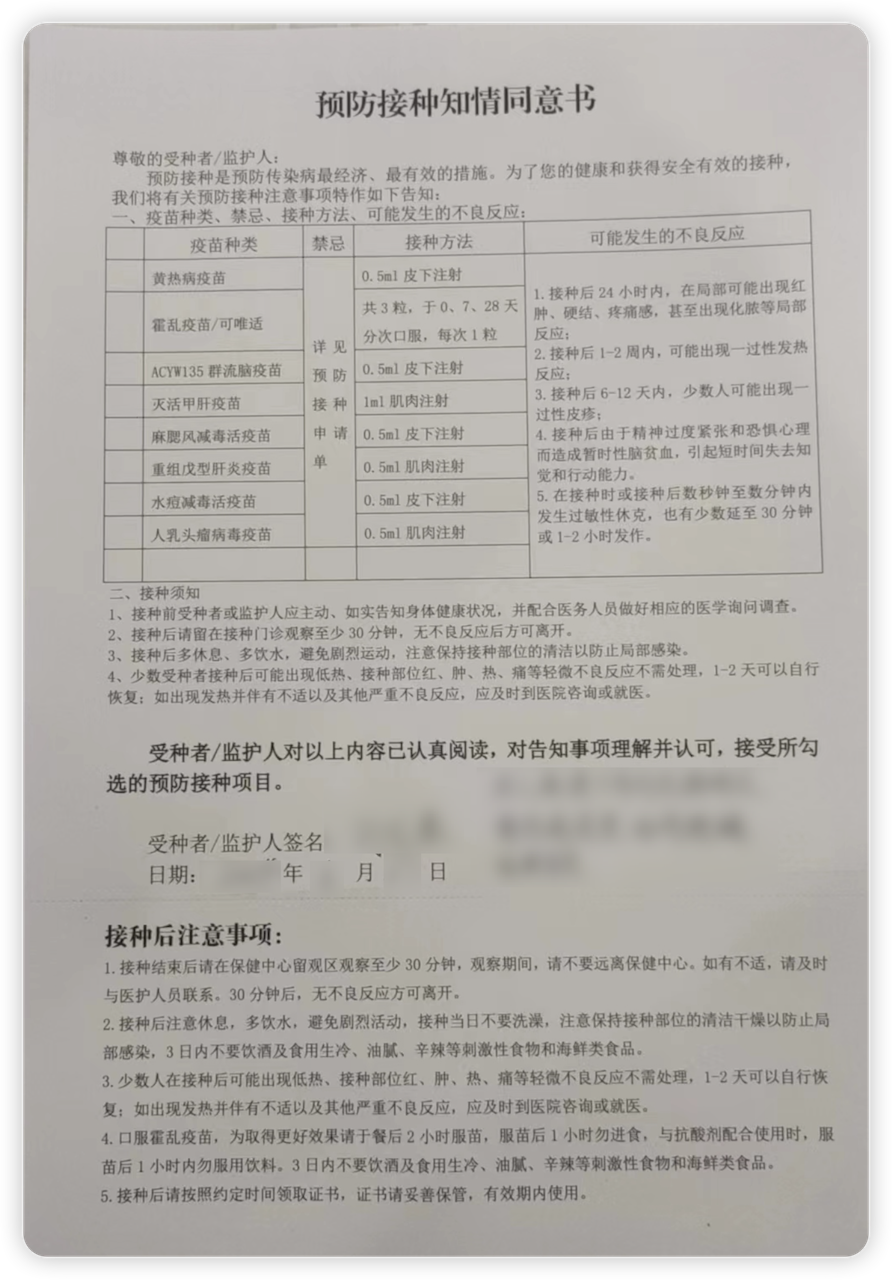 预防接种知情同意书
尊敬的受种者/监护人：
预防接种是预防传染病最经济、最有效的措施。为了您的健康和获得安全有效的接种，
我们将有关预防接种注意事项特作如下告知：
一、疫苗种类、禁忌、接种方法、可能发生的不良反应：
疫苗种类 禁忌 接种方法 可能发生的不良反应
黄热病疫苗 0.5ml 皮下注射
霍乱疫苗/可唯适 共 3 粒，于 0、7、28 天
分次口服，每次 1 粒
ACYW135 群流脑疫苗 0.5ml 皮下注射
灭活甲肝疫苗 1ml 肌肉注射
麻腮风减毒活疫苗 0.5ml 皮下注射
重组戊型肝炎疫苗 0.5ml 肌肉注射
水痘减毒活疫苗 0.5ml 皮下注射
人乳头瘤病毒疫苗 0.5ml 肌肉注射
详见
预防
接种
申请
单
1.接种后 24 小时内，在局部可能出现红
肿、硬结、疼痛感，甚至出现化脓等局部
反应；
2.接种后 1-2 周内，可能出现一过性发热
反应；
3.接种后 6-12 天内，少数人可能出现一
过性皮疹；
4.接种后由于精神过度紧张和恐惧心理
而造成暂时性脑贫血，引起短时间失去知
觉和行动能力。
5.在接种时或接种后数秒钟至数分钟内
发生过敏性休克，也有少数延至 30 分钟
或 1-2 小时发作。
二、接种须知
1、接种前受种者或监护人应主动、如实告知身体健康状况，并配合医务人员做好相应的医学询问调查。
2、接种后请留在接种门诊观察至少 30 分钟，无不良反应后方可离开。
3、接种后多休息、多饮水，避免剧烈运动，注意保持接种部位的清洁以防止局部感染。
4、少数受种者接种后可能出现低热、接种部位红、肿、热、痛等轻微不良反应不需处理，1-2 天可以自行
恢复；如出现发热并伴有不适以及其他严重不良反应，应及时到医院咨询或就医。
受种者/监护人对以上内容已认真阅读，对告知事项理解并认可，接受所勾
选的预防接种项目。
受种者/监护人签名
日期： 年 月 日
接种后注意事项：
1.接种结束后请在保健中心留观区观察至少 30 分钟，观察期间，请不要远离保健中心。如有不适，请及时
与医护人员联系。30 分钟后，无不良反应方可离开。
2.接种后注意休息，多饮水，避免剧烈活动，接种当日不要洗澡，注意保持接种部位的清洁干燥以防止局
部感染，3 日内不要饮酒及食用生冷、油腻、辛辣等刺激性食物和海鲜类食品。
3.少数人在接种后可能出现低热、接种部位红、肿、热、痛等轻微不良反应不需处理，1-2 天可以自行恢
复；如出现发热并伴有不适以及其他严重不良反应，应及时到医院咨询或就医。
4.口服霍乱疫苗，为取得更好效果请于餐后 2 小时服苗，服苗后 1 小时勿进食，与抗酸剂配合使用时，服
苗后 1 小时内勿服用饮料。3 日内不要饮酒及食用生冷、油腻、辛辣等刺激性食物和海鲜类食品。
5.接种后请按照约定时间领取证书，证书请妥善保管，有效期内使用。